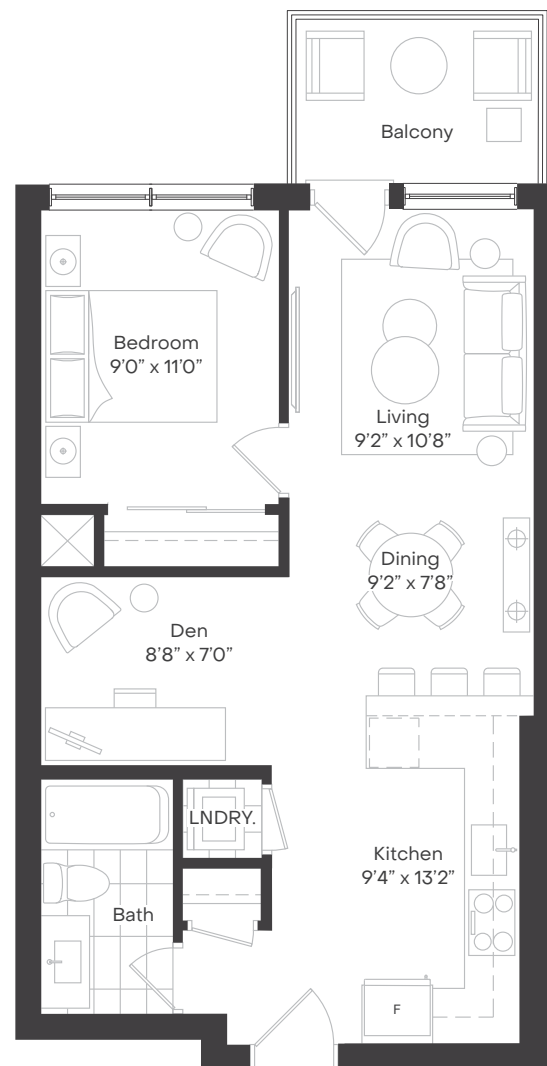 Balcony
Bedroom
9’0” x 11’0”
Living
9’2” x 10’8”
Dining
9’2” x 7’8”
Den
8’8” x 7’0”
LNDRY.
Kitchen
9’4” x 13’2”
Bath
F